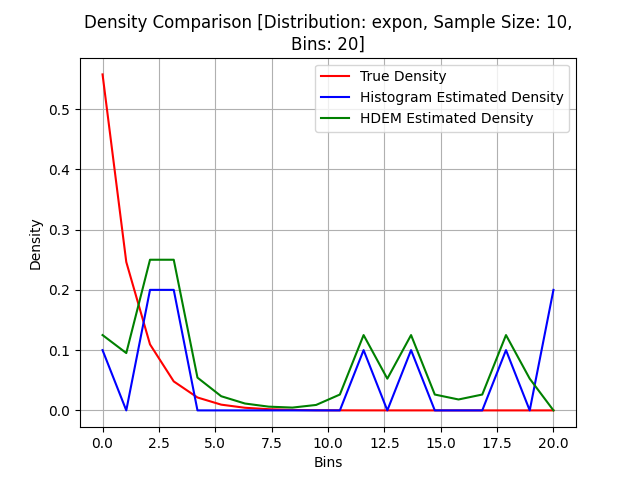 Density Comparison [Distribution: expon, Sample Size: 10,
Bins: 20]
True Density
Histogram Estimated Density
HDEM Estimated Density
Density
0.5
0.4
0.3
0.2
0.1
0.0
0.0 2.5 5.0 7.5 10.0 12.5 15.0 17.5 20.0
Bins